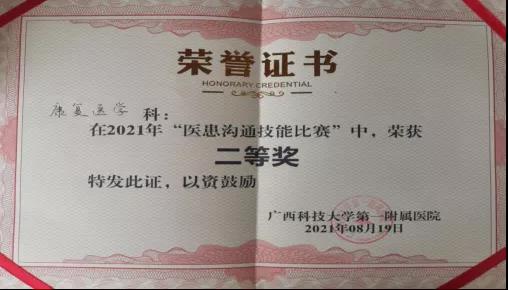 荣誉证书
HONORARY CREDENTIAL
康复医学 科：
在2021年“医患沟通技能比赛”中，荣获
二等奖
特发此证，以资鼓励
广西科技大学第一附属医院
2021年08月19日